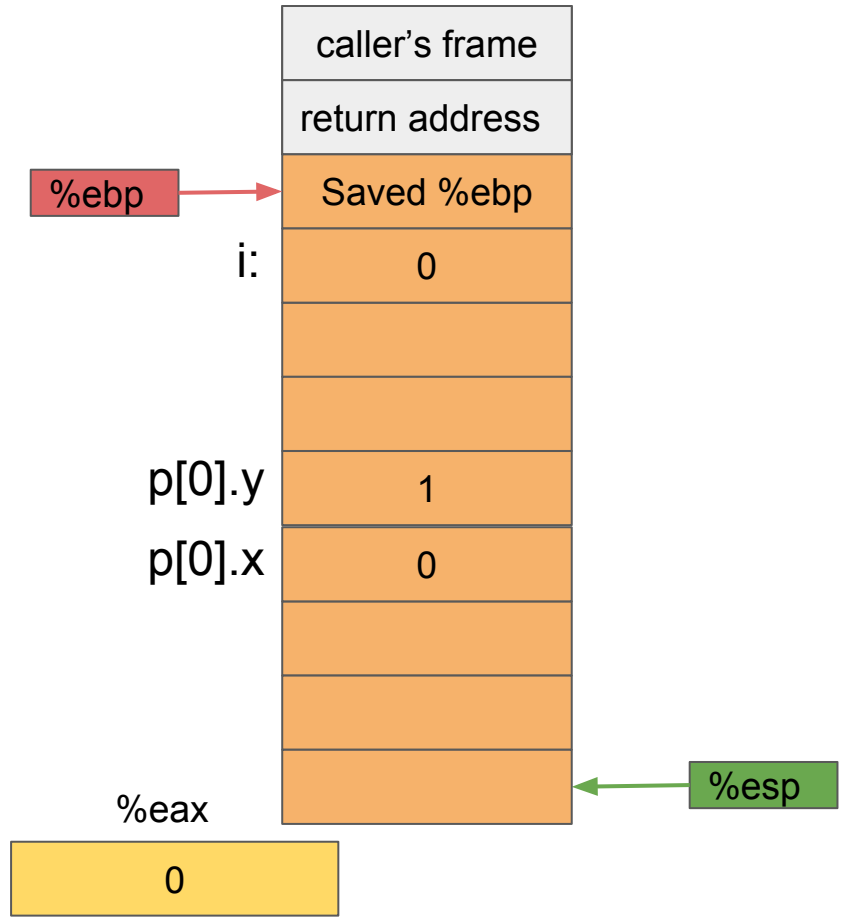 caller’s frame
return address
%ebp
Saved %ebp
i:
0
p[0].y
1
p[0].x
0
%esp
%eax
0